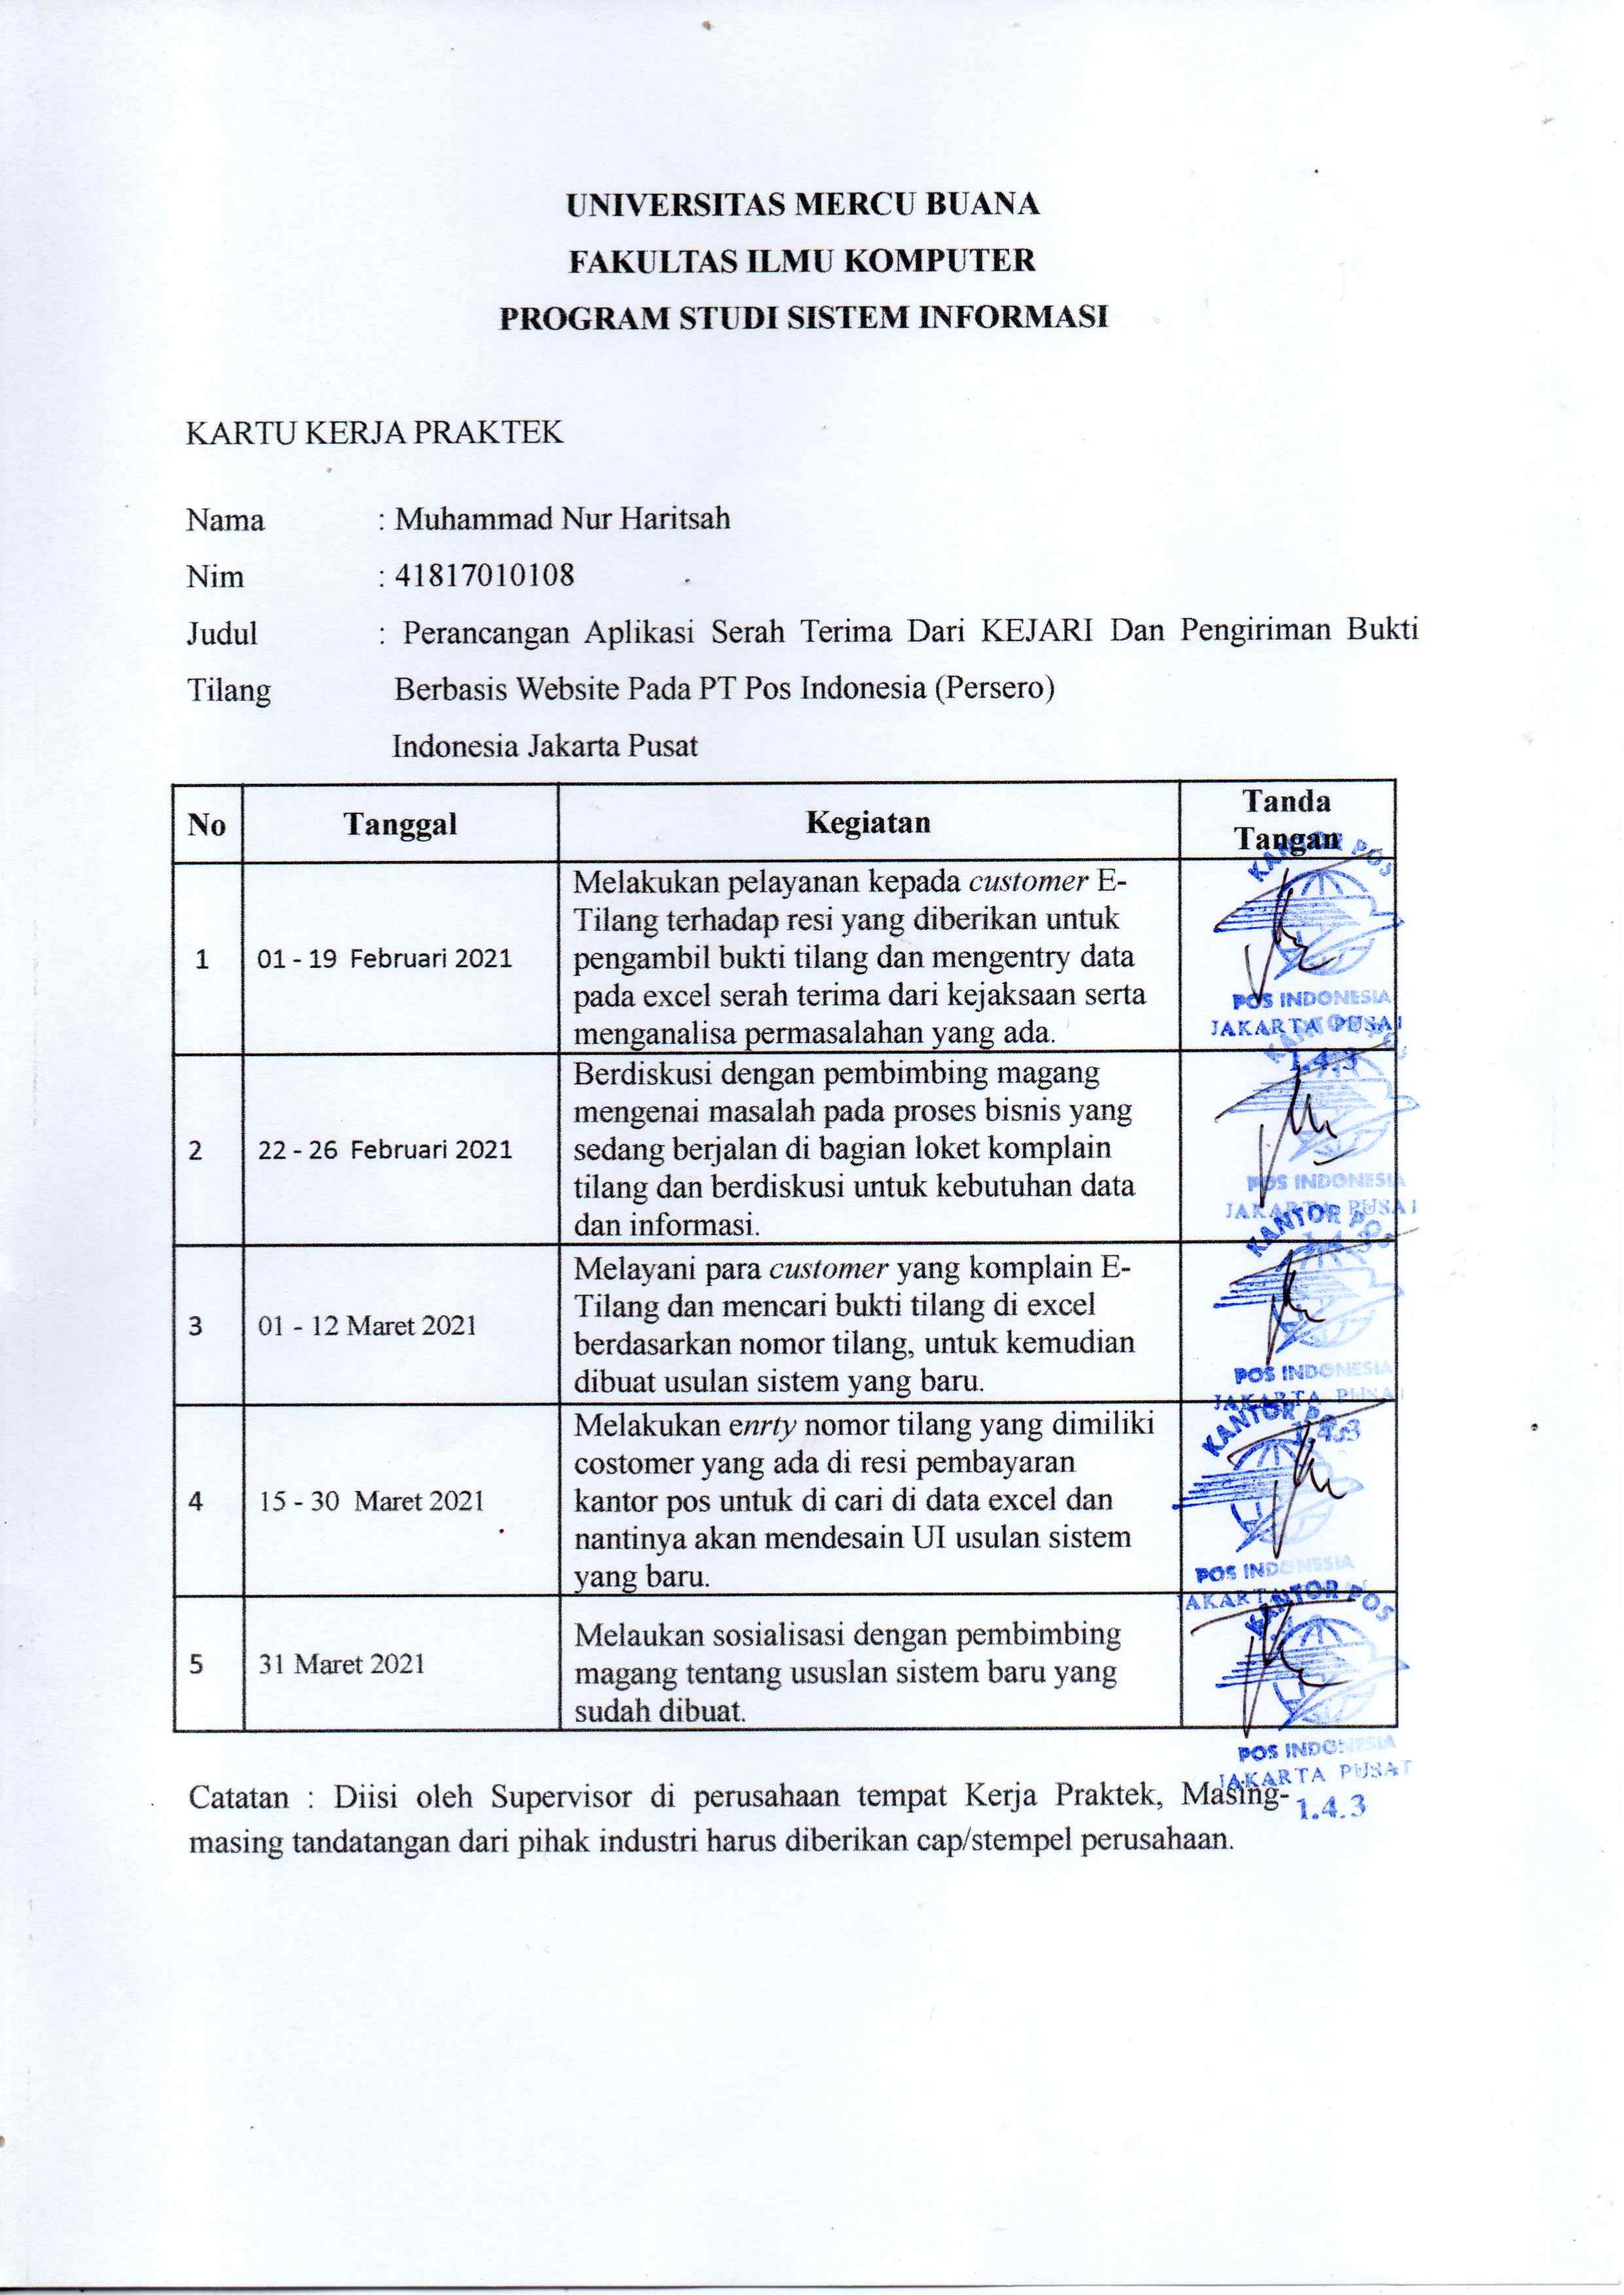 UNIVERSITAS MERCU BUANA
FAKULTAS ILMU KOMPUTER
PROGRAM STUDI SISTEM INFORMASI
KARTU KERJA PRAKTEK
Nama : Muhammad Nur Haritsah
Nim : 41817010108
Judul : Perancangan Aplikasi Serah Terima Dari KEJARI Dan Pengiriman Bukti
Tilang Berbasis Website Pada PT Pos Indonesia (Persero)
Indonesia Jakarta Pusat
No Tanggal Kegiatan Tanda
Tangan
1 01 - 19 Februari 2021
Melakukan pelayanan kepada customer E-
Tilang terhadap resi yang diberikan untuk
pengambil bukti tilang dan mengentry data
pada excel serah terima dari kejaksaan serta
menganalisa permasalahan yang ada.
KANTOR POS
POS INDONESIA
JAKARTA PUSAT
1.4.3
2 22 - 26 Februari 2021
Berdiskusi dengan pembimbing magang
mengenai masalah pada proses bisnis yang
sedang berjalan di bagian loket komplain
tilang dan berdiskusi untuk kebutuhan data
dan informasi.
POS INDONESIA
JAKARTA PUSAT
3 01 - 12 Maret 2021
Melayani para customer yang komplain E-
Tilang dan mencari bukti tilang di excel
berdasarkan nomor tilang, untuk kemudian
dibuat usulan sistem yang baru.
KANTOR POS
POS INDONESIA
JAKARTA PUSAT
1.4.3
4 15 - 30 Maret 2021
Melakukan enrty nomor tilang yang dimiliki
costomer yang ada di resi pembayaran
kantor pos untuk di cari di data excel dan
nantinya akan mendesain UI usulan sistem
yang baru.
KANTOR
POS INDONESIA
5 31 Maret 2021
Melaukan sosialisasi dengan pembimbing
magang tentang ususlan sistem baru yang
sudah dibuat.
KANTOR POS
POS INDONESIA
JAKARTA PUSAT
1.4.3
Catatan : Diisi oleh Supervisor di perusahaan tempat Kerja Praktek, Masing-
masing tandatangan dari pihak industri harus diberikan cap/stempel perusahaan.